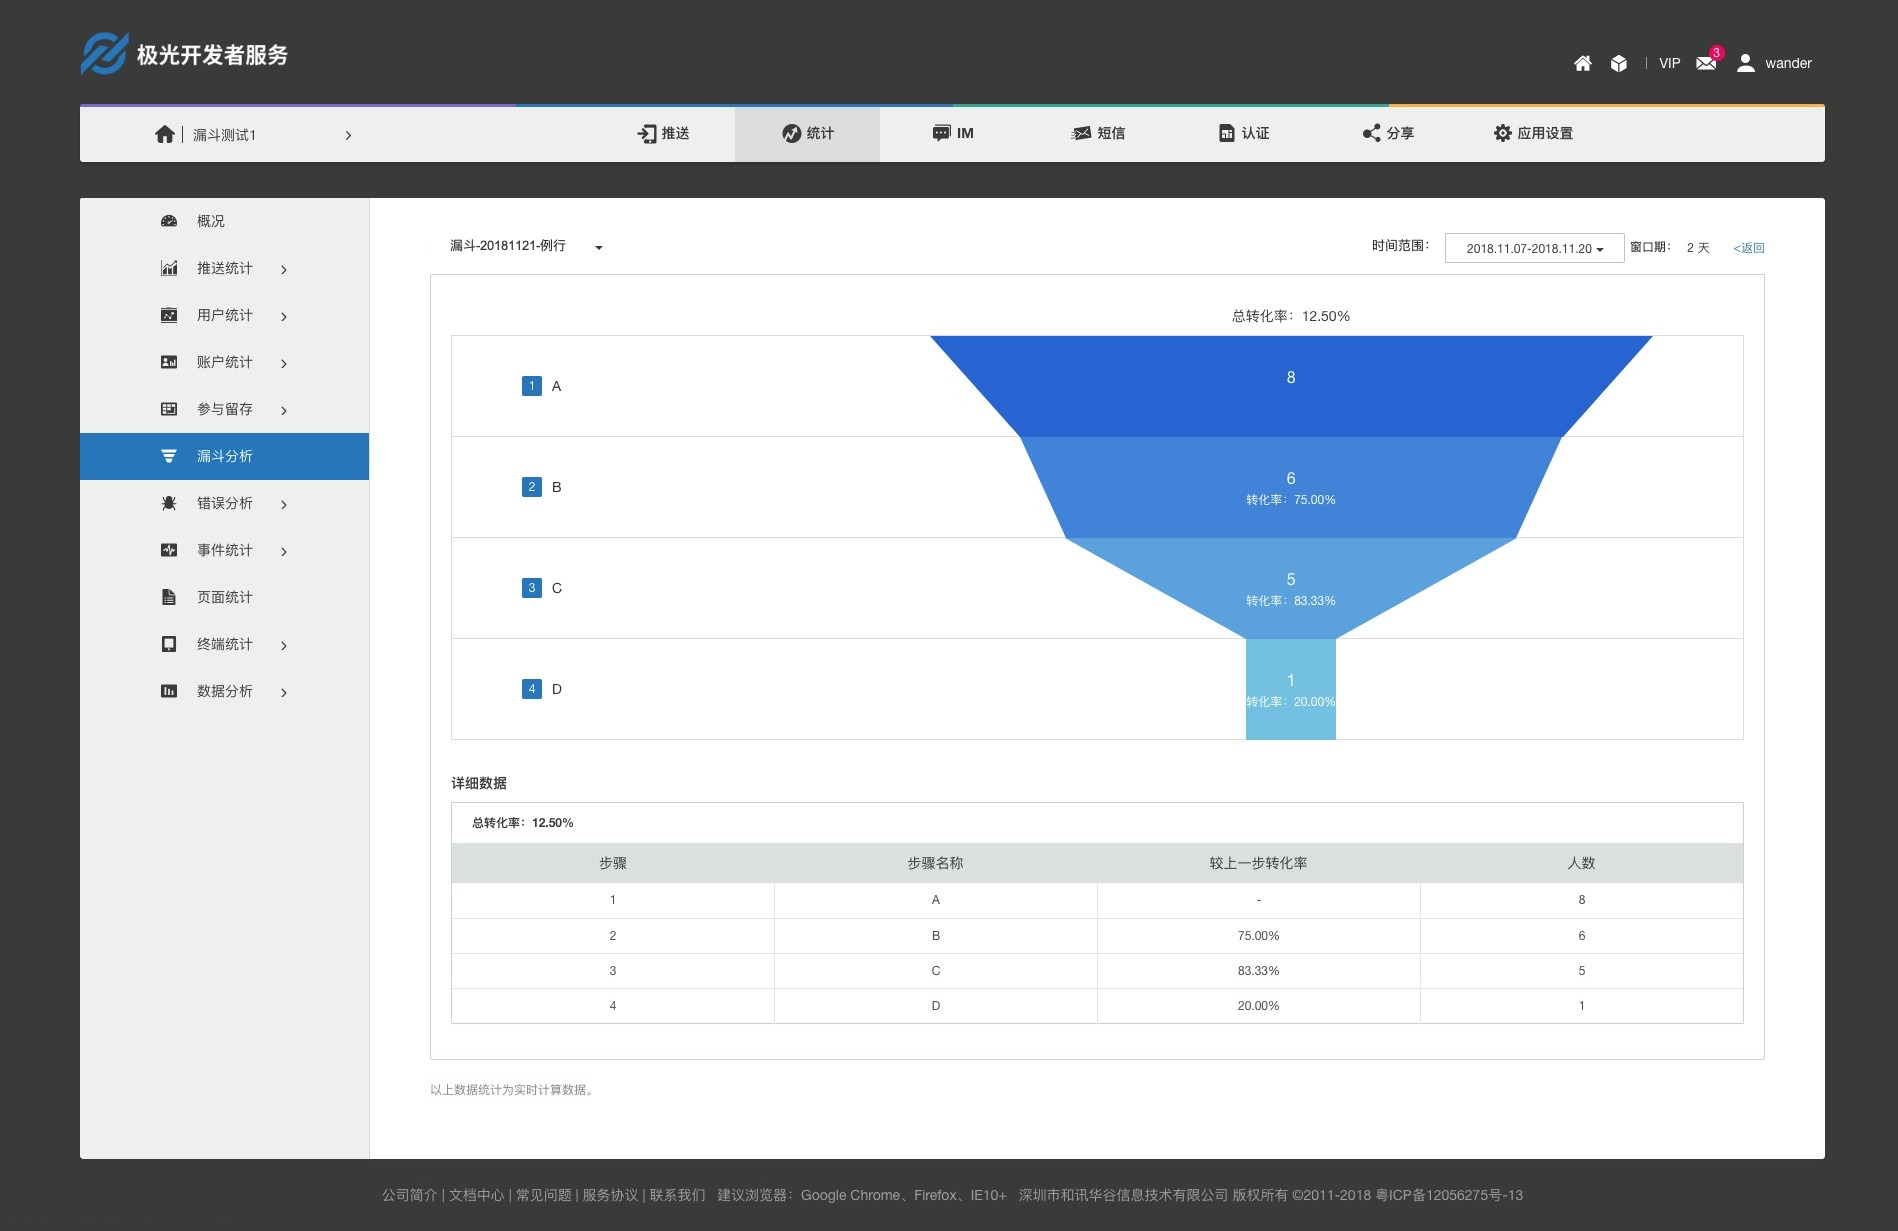 极光开发者服务
VIP 3 wander
漏斗测试1 推送 统计 IM 短信 认证 分享 应用设置
概况
推送统计
用户统计
账户统计
参与留存
漏斗分析
错误分析
事件统计
页面统计
终端统计
数据分析
漏斗-20181121-例行 时间范围： 2018.11.07-2018.11.20 窗口期： 2 天 <返回
总转化率：12.50%
1 A 8
2 B 6
转化率：75.00%
3 C 5
转化率：83.33%
4 D 1
转化率：20.00%
详细数据
总转化率：12.50%
步骤 步骤名称 较上一步转化率 人数
1 A - 8
2 B 75.00% 6
3 C 83.33% 5
4 D 20.00% 1
以上数据统计为实时计算数据。
公司简介 | 文档中心 | 常见问题 | 服务协议 | 联系我们 建议浏览器：Google Chrome、Firefox、IE10+ 深圳市和讯华谷信息技术有限公司 版权所有 ©2011-2018 粤ICP备12056275号-13